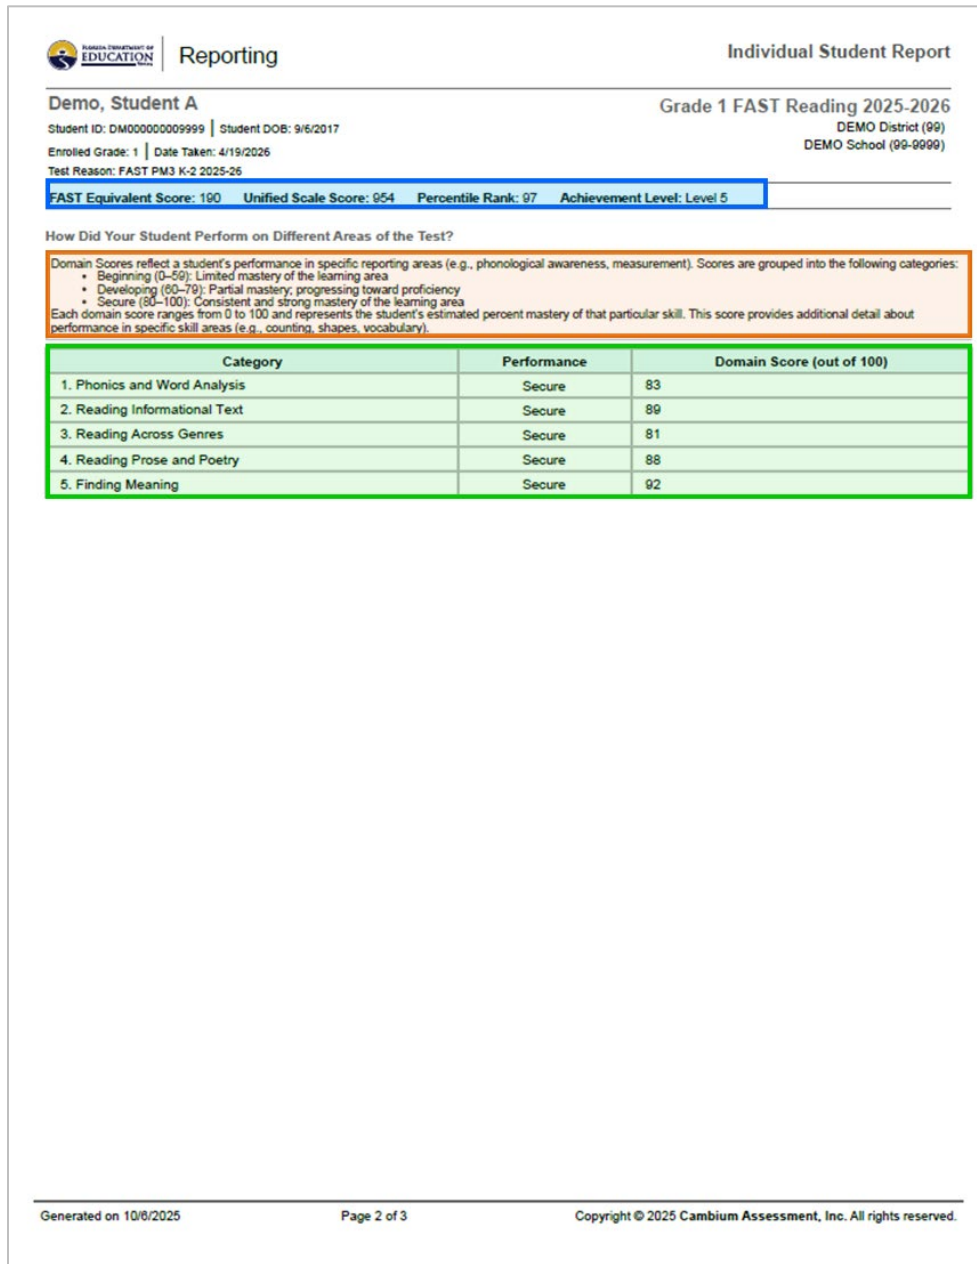 FLORIDA DEPARTMENT OF
EDUCATION
Reporting
Individual Student Report
Demo, Student A
Grade 1 FAST Reading 2025-2026
Student ID: DM000000009999 | Student DOB: 9/6/2017
DEMO District (99)
Enrolled Grade: 1 | Date Taken: 4/19/2026
DEMO School (99-9999)
Test Reason: FAST PM3 K-2 2025-26
FAST Equivalent Score: 190 Unified Scale Score: 954 Percentile Rank: 97 Achievement Level: Level 5
How Did Your Student Perform on Different Areas of the Test?
Domain Scores reflect a student's performance in specific reporting areas (e.g., phonological awareness, measurement). Scores are grouped into the following categories:
• Beginning (0–59): Limited mastery of the learning area
• Developing (60–79): Partial mastery; progressing toward proficiency
• Secure (80–100): Consistent and strong mastery of the learning area
Each domain score ranges from 0 to 100 and represents the student's estimated percent mastery of that particular skill. This score provides additional detail about
performance in specific skill areas (e.g., counting, shapes, vocabulary).
Category Performance Domain Score (out of 100)
1. Phonics and Word Analysis Secure 83
2. Reading Informational Text Secure 89
3. Reading Across Genres Secure 81
4. Reading Prose and Poetry Secure 88
5. Finding Meaning Secure 92
Generated on 10/6/2025 Page 2 of 3 Copyright © 2025 Cambium Assessment, Inc. All rights reserved.